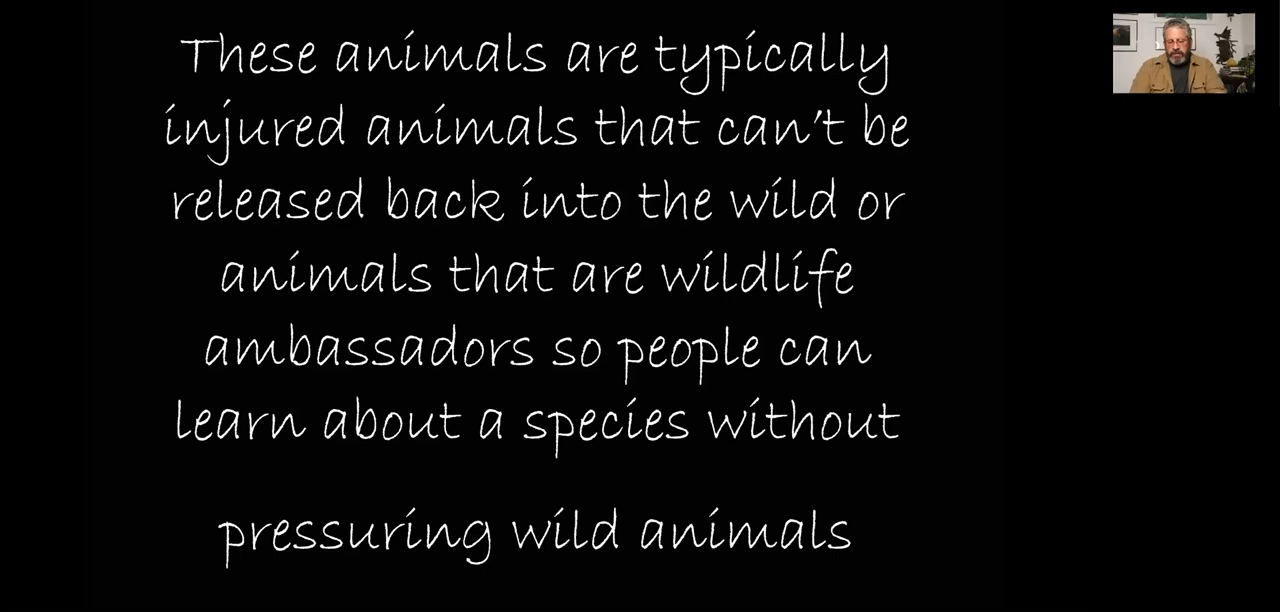 These animals are typically
injured animals that can't be
released back into the wild or
animals that are wildlife
ambassadors so people can
learn about a species without
pressuring wild animals